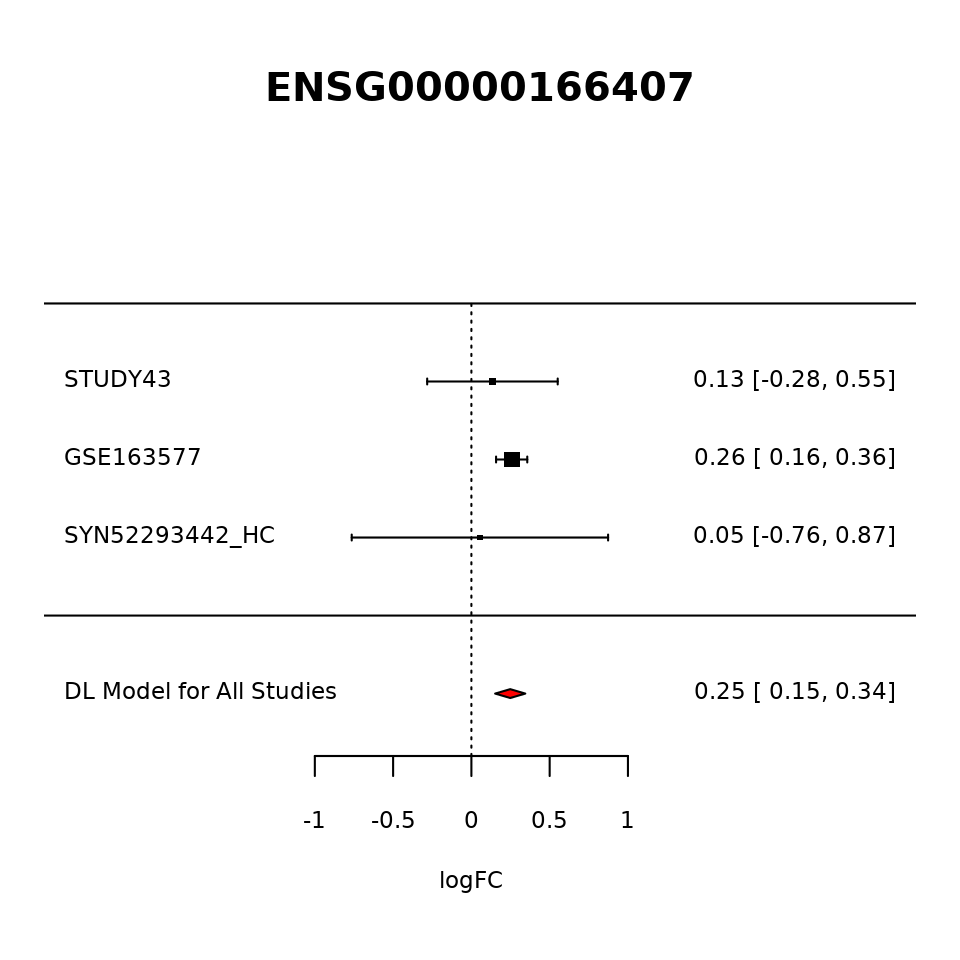 ENSG00000166407
STUDY43 0.13 [-0.28, 0.55]
GSE163577 0.26 [ 0.16, 0.36]
SYN52293442_HC 0.05 [-0.76, 0.87]
DL Model for All Studies 0.25 [ 0.15, 0.34]
-1 -0.5 0 0.5 1
logFC